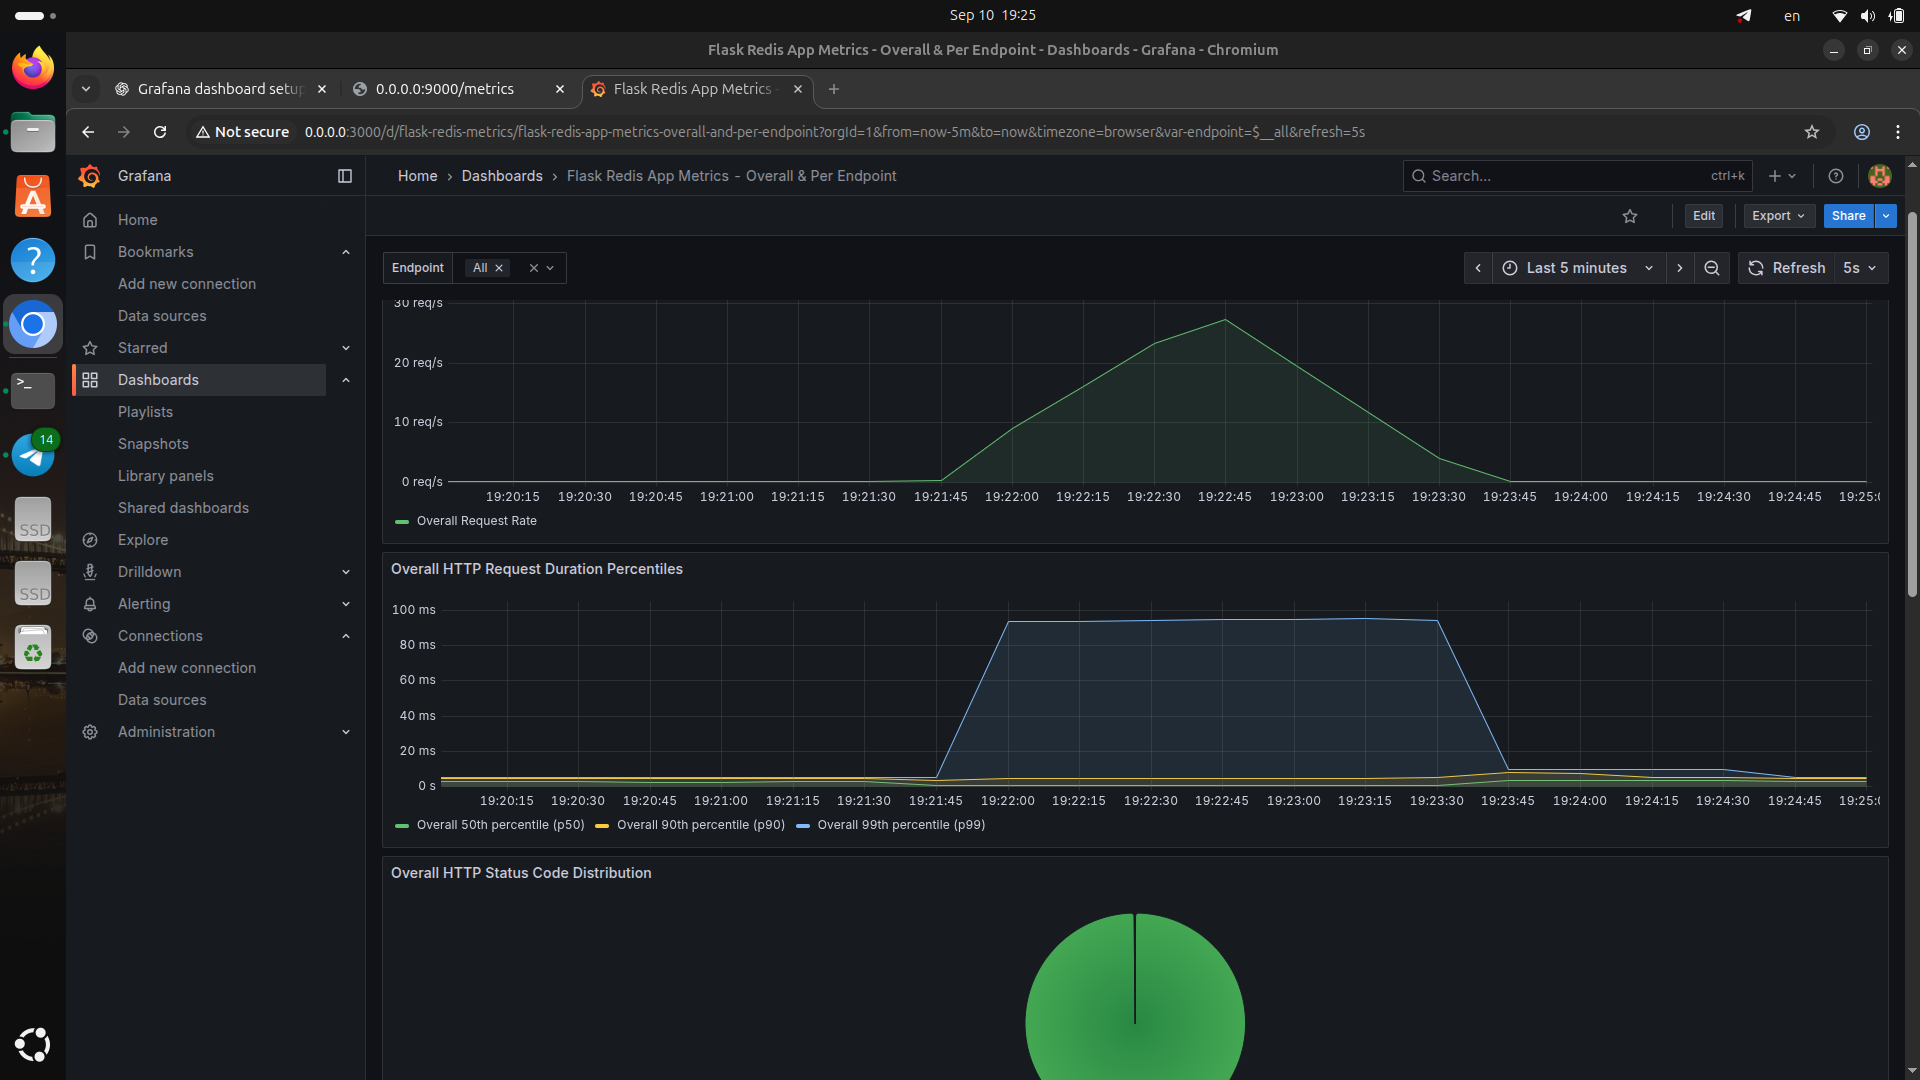 Sep 10 19:25
en
Flask Redis App Metrics - Overall & Per Endpoint - Dashboards - Grafana - Chromium
Grafana dashboard setup
0.0.0.0:9000/metrics
Flask Redis App Metrics -
Not secure
0.0.0.0:3000/d/flask-redis-metrics/flask-redis-app-metrics-overall-and-per-endpoint?orgId=1&from=now-5m&to=now&timezone=browser&var-endpoint=$__all&refresh=5s
Grafana
Home › Dashboards › Flask Redis App Metrics - Overall & Per Endpoint
Search...
ctrl+k
Edit
Export
Share
Home
Bookmarks
Add new connection
Data sources
Starred
Dashboards
Playlists
Snapshots
Library panels
Shared dashboards
Explore
Drilldown
Alerting
Connections
Add new connection
Data sources
Administration
14
SSD
SSD
Endpoint
All
Last 5 minutes
Refresh
5s
30 req/s
20 req/s
10 req/s
0 req/s
19:20:15 19:20:30 19:20:45 19:21:00 19:21:15 19:21:30 19:21:45 19:22:00 19:22:15 19:22:30 19:22:45 19:23:00 19:23:15 19:23:30 19:23:45 19:24:00 19:24:15 19:24:30 19:24:45 19:25:0
Overall Request Rate
Overall HTTP Request Duration Percentiles
100 ms
80 ms
60 ms
40 ms
20 ms
0 s
19:20:15 19:20:30 19:20:45 19:21:00 19:21:15 19:21:30 19:21:45 19:22:00 19:22:15 19:22:30 19:22:45 19:23:00 19:23:15 19:23:30 19:23:45 19:24:00 19:24:15 19:24:30 19:24:45 19:25:0
Overall 50th percentile (p50) Overall 90th percentile (p90) Overall 99th percentile (p99)
Overall HTTP Status Code Distribution